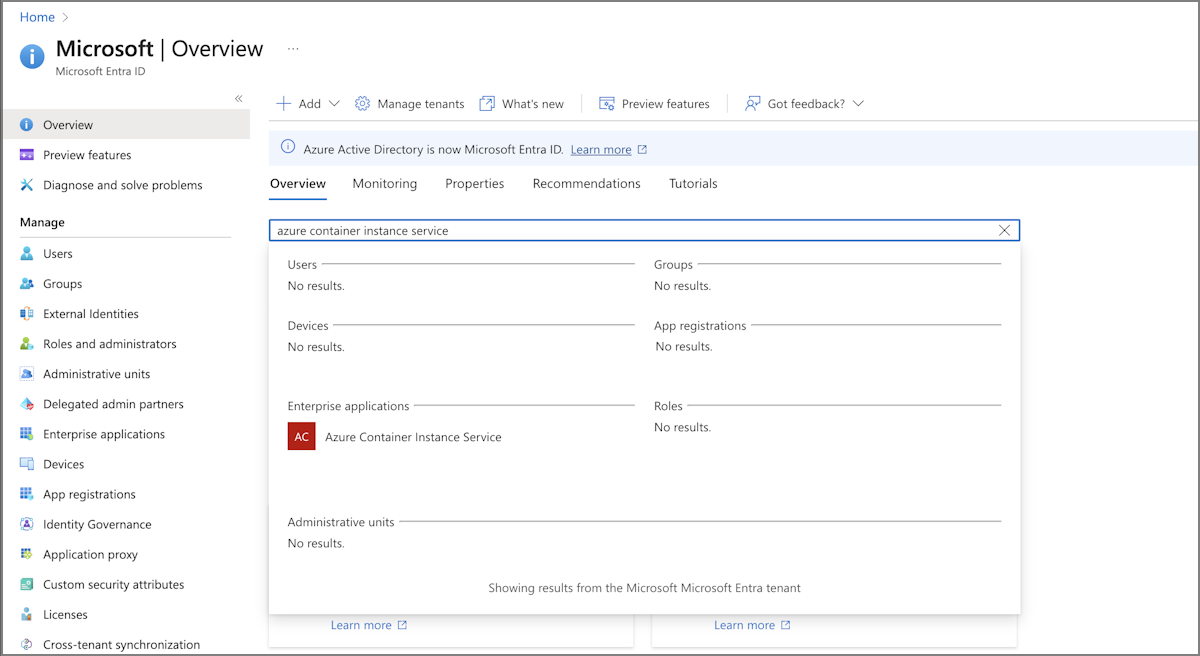 Home
Microsoft | Overview ...
Microsoft Entra ID
Overview
Preview features
Diagnose and solve problems
Manage
Users
Groups
External Identities
Roles and administrators
Administrative units
Delegated admin partners
Enterprise applications
Devices
App registrations
Identity Governance
Application proxy
Custom security attributes
Licenses
Cross-tenant synchronization
Add Manage tenants What's new Preview features Got feedback?
Azure Active Directory is now Microsoft Entra ID. Learn more
Overview Monitoring Properties Recommendations Tutorials
azure container instance service
Users Groups
No results. No results.
Devices App registrations
No results. No results.
Enterprise applications Roles
No results.
AC Azure Container Instance Service
Administrative units
No results.
Showing results from the Microsoft Microsoft Entra tenant
Learn more Learn more